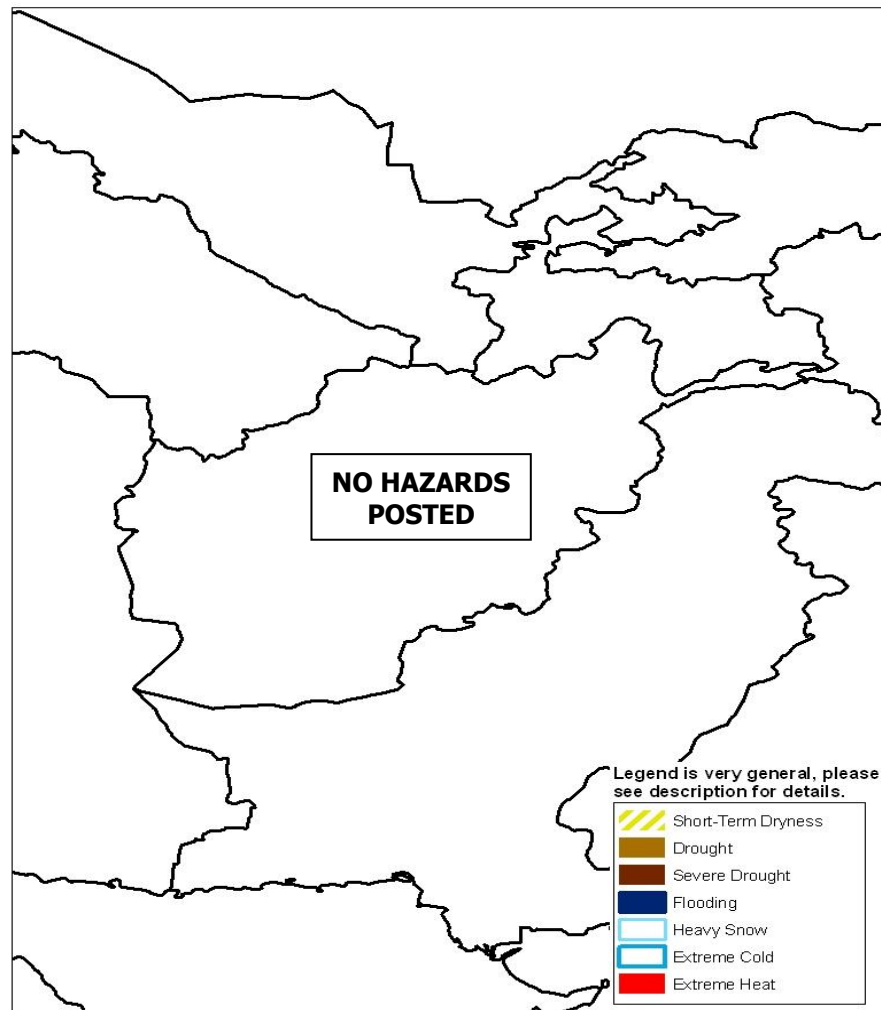 NO HAZARDS
POSTED
Legend is very general, please
see description for details.
Short-Term Dryness
Drought
Severe Drought
Flooding
Heavy Snow
Extreme Cold
Extreme Heat